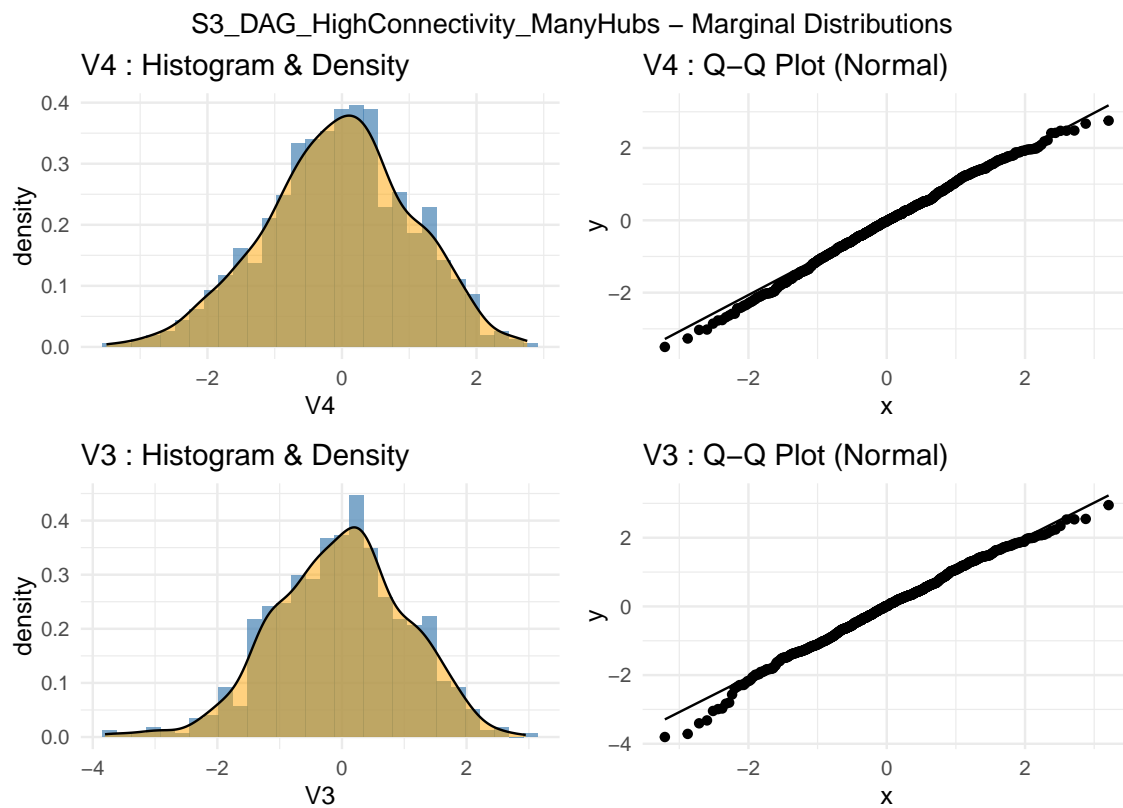 S3_DAG_HighConnectivity_ManyHubs − Marginal Distributions
V4 : Histogram & Density
0.4
0.3
0.2
0.1
0.0
density
−2
0
2
V4
V4 : Q−Q Plot (Normal)
2
0
−2
y
−2
0
2
x
V3 : Histogram & Density
0.4
0.3
0.2
0.1
0.0
density
−4
−2
0
2
V3
V3 : Q−Q Plot (Normal)
2
0
−2
−4
y
−2
0
2
x